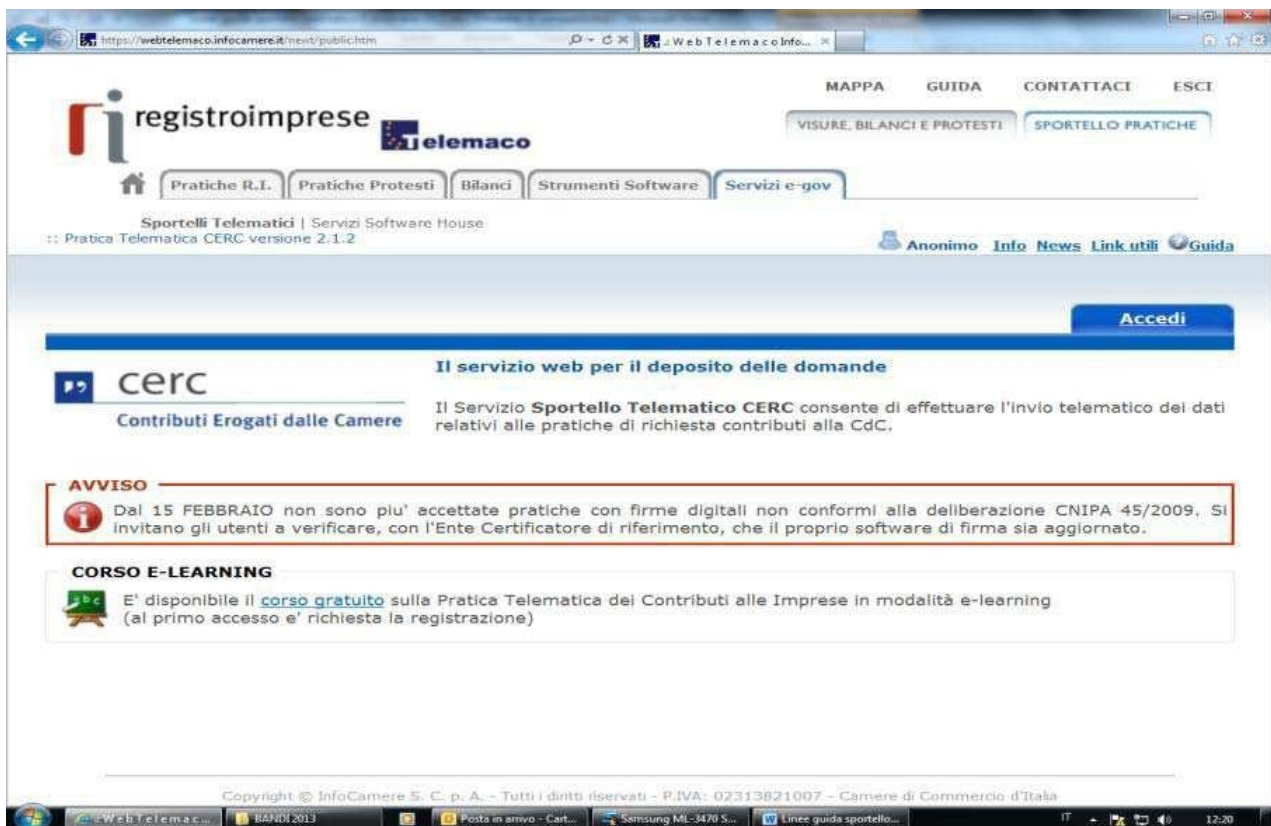 https://webtelemaco.infocamere.it/newt/public.htm
.:WebTelemacoInfo...
MAPPA GUIDA CONTATTACI ESCI
registroimprese
Telemaco
VISURE, BILANCI E PROTESTI SPORTELLO PRATICHE
Pratiche R.I. Pratiche Protesti Bilanci Strumenti Software Servizi e-gov
Sportelli Telematici | Servizi Software House
:: Pratica Telematica CERC versione 2.1.2
Anonimo Info News Link utili Guida
Accedi
cerc
Contributi Erogati dalle Camere
Il servizio web per il deposito delle domande
Il Servizio Sportello Telematico CERC consente di effettuare l'invio telematico dei dati
relativi alle pratiche di richiesta contributi alla CdC.
AVVISO
Dal 15 FEBBRAIO non sono piu' accettate pratiche con firme digitali non conformi alla deliberazione CNIPA 45/2009. Si
invitano gli utenti a verificare, con l'Ente Certificatore di riferimento, che il proprio software di firma sia aggiornato.
CORSO E-LEARNING
abc
E' disponibile il corso gratuito sulla Pratica Telematica dei Contributi alle Imprese in modalità e-learning
(al primo accesso e' richiesta la registrazione)
Copyright © InfoCamere S. C. p. A. - Tutti i diritti riservati - P.IVA: 02313821007 - Camere di Commercio d'Italia
.:WebTelemac... BANDI 2013 Posta in arrivo - Cart... Samsung ML-3470 S... Linee guida sportello... IT 12:20